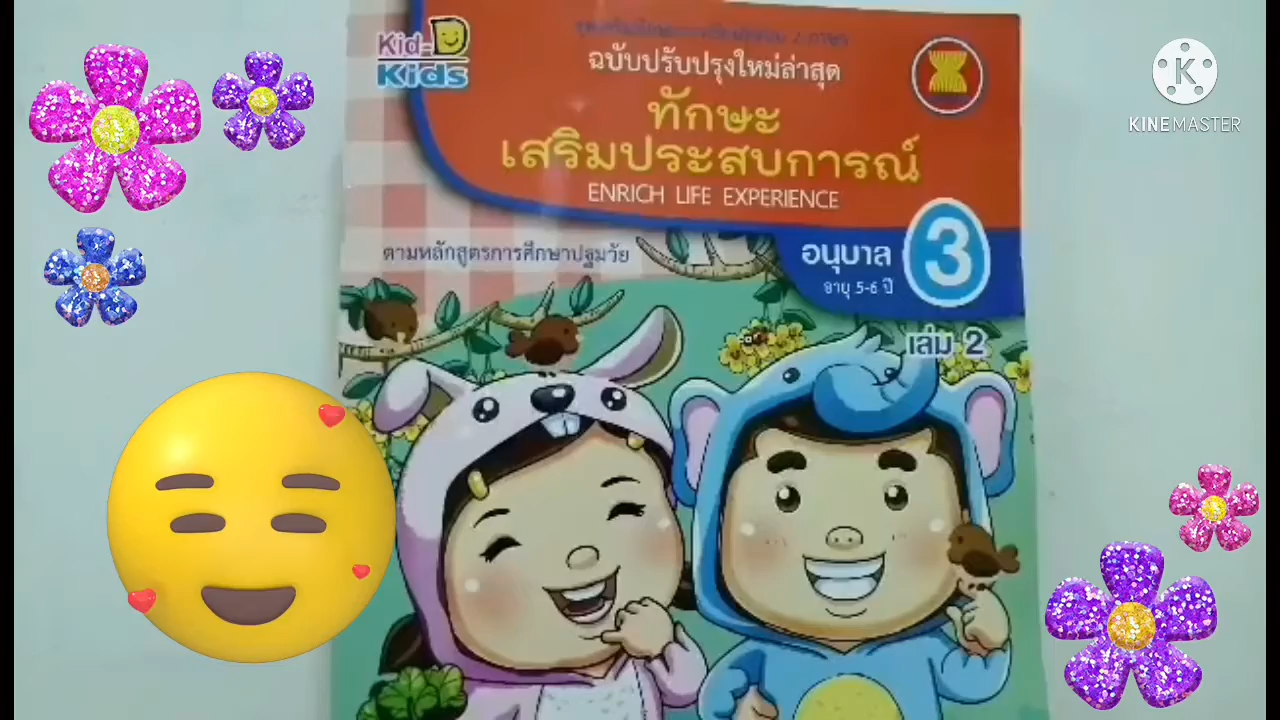 Kid-D
Kids
ฉบับปรับปรุงใหม่ล่าสุด
ทักษะ
เสริมประสบการณ์
ENRICH LIFE EXPERIENCE
ตามหลักสูตรการศึกษาปฐมวัย
อนุบาล 3
อายุ 5-6 ปี
เล่ม 2
K
KINEMASTER